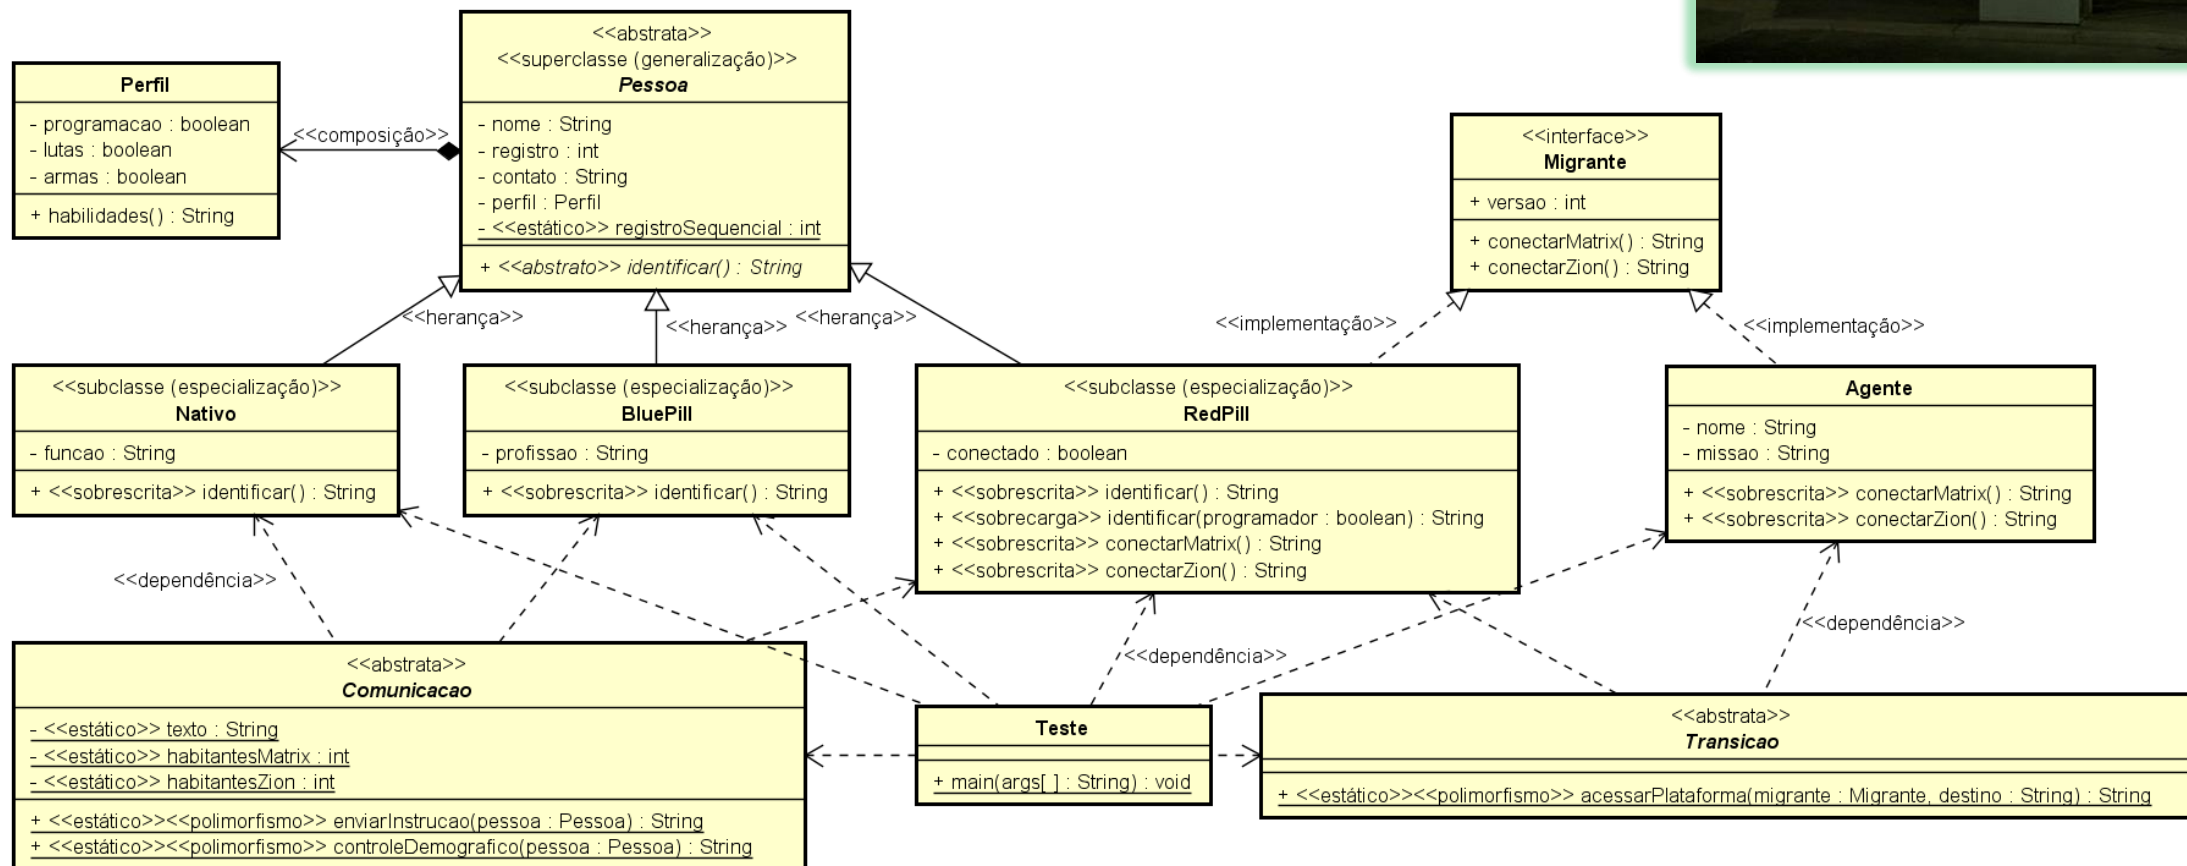 Perfil
- programacao : boolean
- lutas : boolean
- armas : boolean
+ habilidades() : String
<<composição>>
<<abstrata>>
<<superclasse (generalização)>>
Pessoa
- nome : String
- registro : int
- contato : String
- perfil : Perfil
- <<estático>> registroSequencial : int
+ <<abstrato>> identificar() : String
<<interface>>
Migrante
+ versao : int
+ conectarMatrix() : String
+ conectarZion() : String
<<herança>>
<<herança>>
<<herança>>
<<implementação>>
<<implementação>>
<<subclasse (especialização)>>
Nativo
- funcao : String
+ <<sobrescrita>> identificar() : String
<<subclasse (especialização)>>
BluePill
- profissao : String
+ <<sobrescrita>> identificar() : String
<<subclasse (especialização)>>
RedPill
- conectado : boolean
+ <<sobrescrita>> identificar() : String
+ <<sobrecarga>> identificar(programador : boolean) : String
+ <<sobrescrita>> conectarMatrix() : String
+ <<sobrescrita>> conectarZion() : String
Agente
- nome : String
- missao : String
+ <<sobrescrita>> conectarMatrix() : String
+ <<sobrescrita>> conectarZion() : String
<<dependência>>
<<dependência>>
<<dependência>>
<<abstrata>>
Comunicacao
- <<estático>> texto : String
- <<estático>> habitantesMatrix : int
- <<estático>> habitantesZion : int
+ <<estático>><<polimorfismo>> enviarInstrucao(pessoa : Pessoa) : String
+ <<estático>><<polimorfismo>> controleDemografico(pessoa : Pessoa) : String
Teste
+ main(args[ ] : String) : void
<<abstrata>>
Transicao
+ <<estático>><<polimorfismo>> acessarPlataforma(migrante : Migrante, destino : String) : String